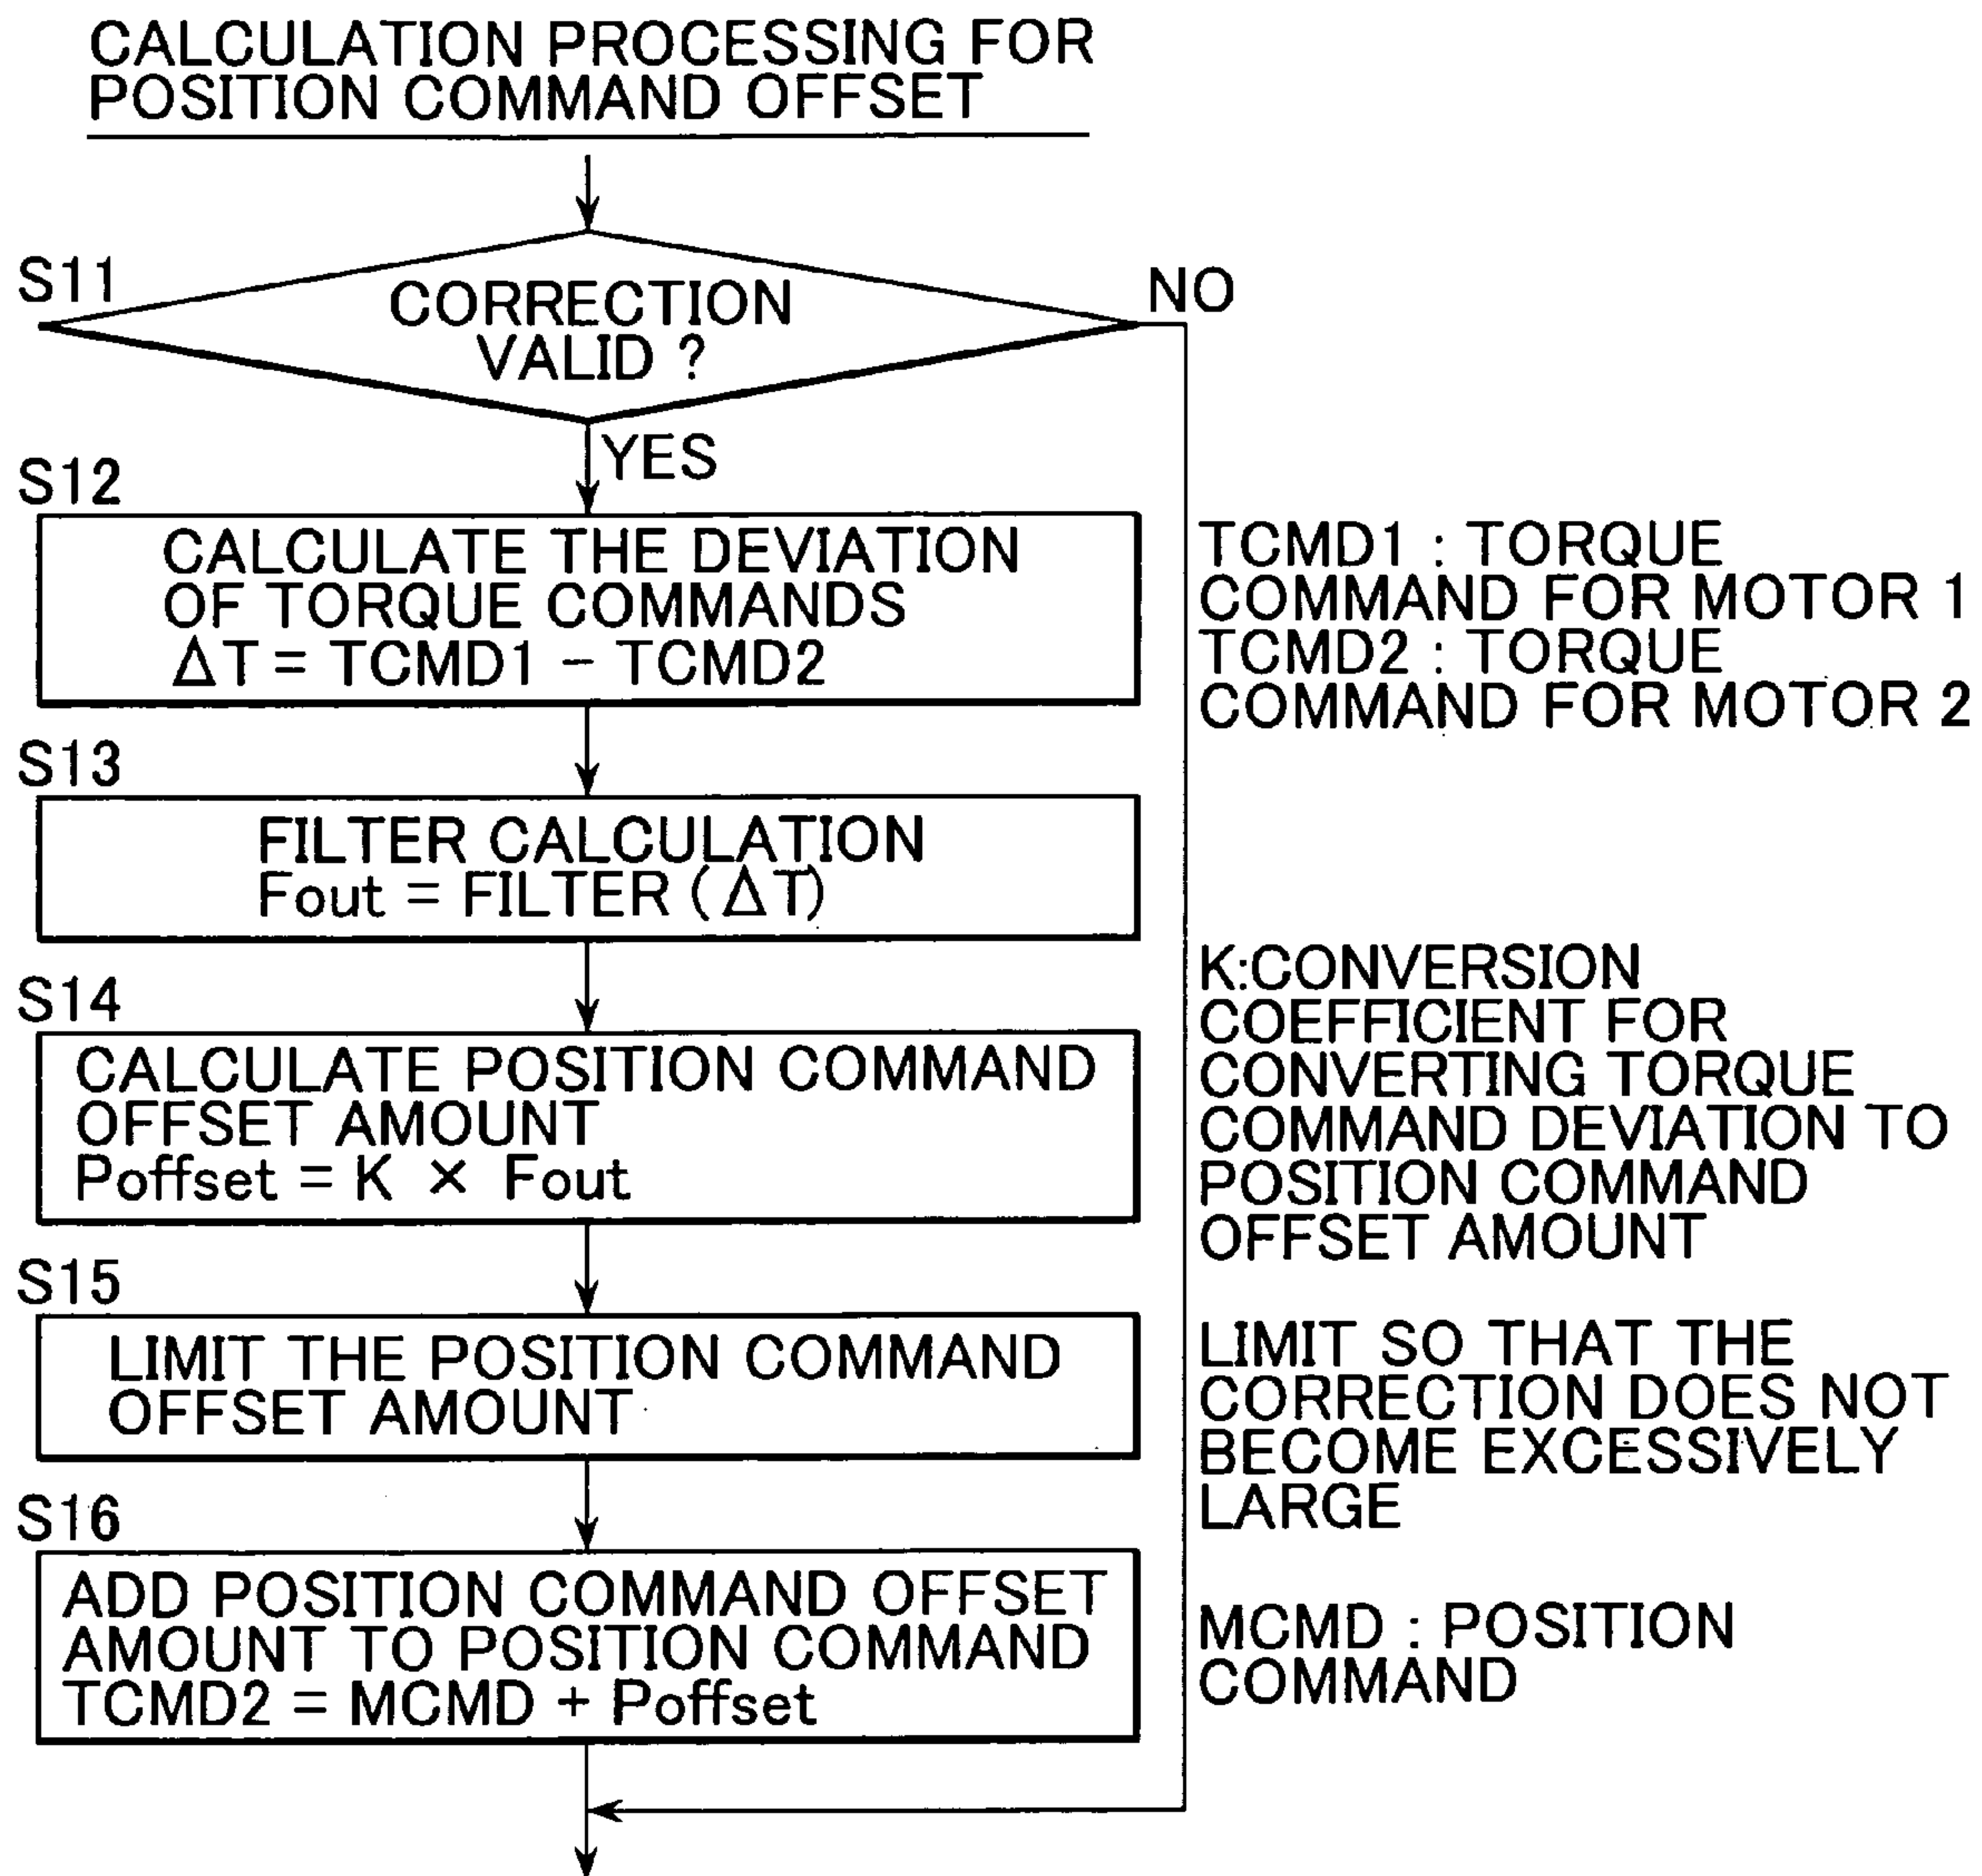 CALCULATION PROCESSING FOR
POSITION COMMAND OFFSET
S11
CORRECTION
VALID ?
NO
YES
S12
CALCULATE THE DEVIATION
OF TORQUE COMMANDS
ΔT = TCMD1 − TCMD2
TCMD1 : TORQUE
COMMAND FOR MOTOR 1
TCMD2 : TORQUE
COMMAND FOR MOTOR 2
S13
FILTER CALCULATION
Fout = FILTER (ΔT)
S14
CALCULATE POSITION COMMAND
OFFSET AMOUNT
Poffset = K × Fout
K:CONVERSION
COEFFICIENT FOR
CONVERTING TORQUE
COMMAND DEVIATION TO
POSITION COMMAND
OFFSET AMOUNT
S15
LIMIT THE POSITION COMMAND
OFFSET AMOUNT
LIMIT SO THAT THE
CORRECTION DOES NOT
BECOME EXCESSIVELY
LARGE
S16
ADD POSITION COMMAND OFFSET
AMOUNT TO POSITION COMMAND
TCMD2 = MCMD + Poffset
MCMD : POSITION
COMMAND